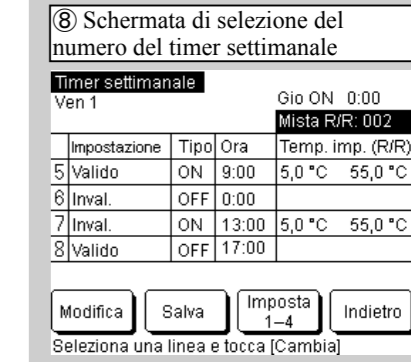 ⑧ Schermata di selezione del
numero del timer settimanale
Timer settimanale
Ven 1 Gio ON 0:00
Mista R/R: 002
Impostazione Tipo Ora Temp. imp. (R/R)
5 Valido ON 9:00 5,0 °C 55,0 °C
6 Inval. OFF 0:00
7 Inval. ON 13:00 5,0 °C 55,0 °C
8 Valido OFF 17:00
Modifica Salva Imposta 1–4 Indietro
Seleziona una linea e tocca [Cambia]